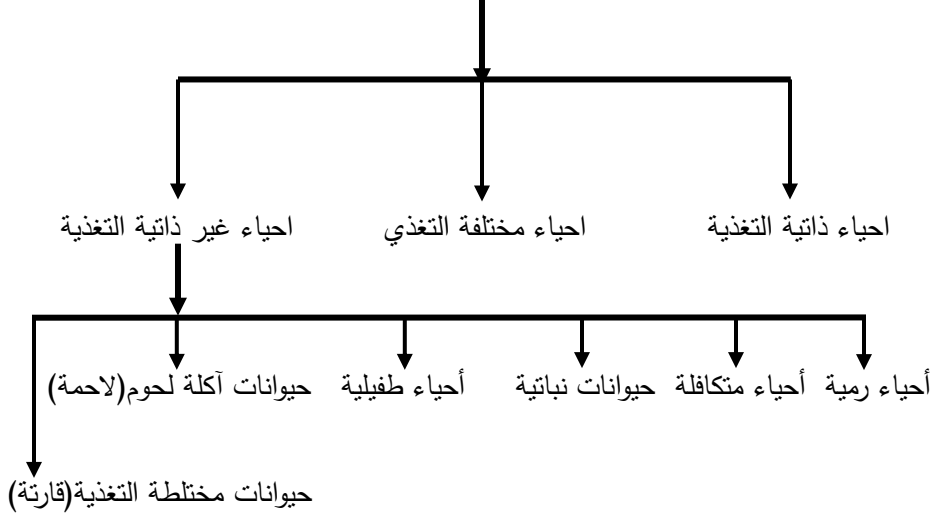 احياء ذاتية التغذية احياء مختلفة التغذي احياء غير ذاتية التغذية
أحياء رمية أحياء متكافلة حيوانات نباتية أحياء طفيلية حيوانات آكلة لحوم(لاحمة)
حيوانات مختلطة التغذية(قارتة)